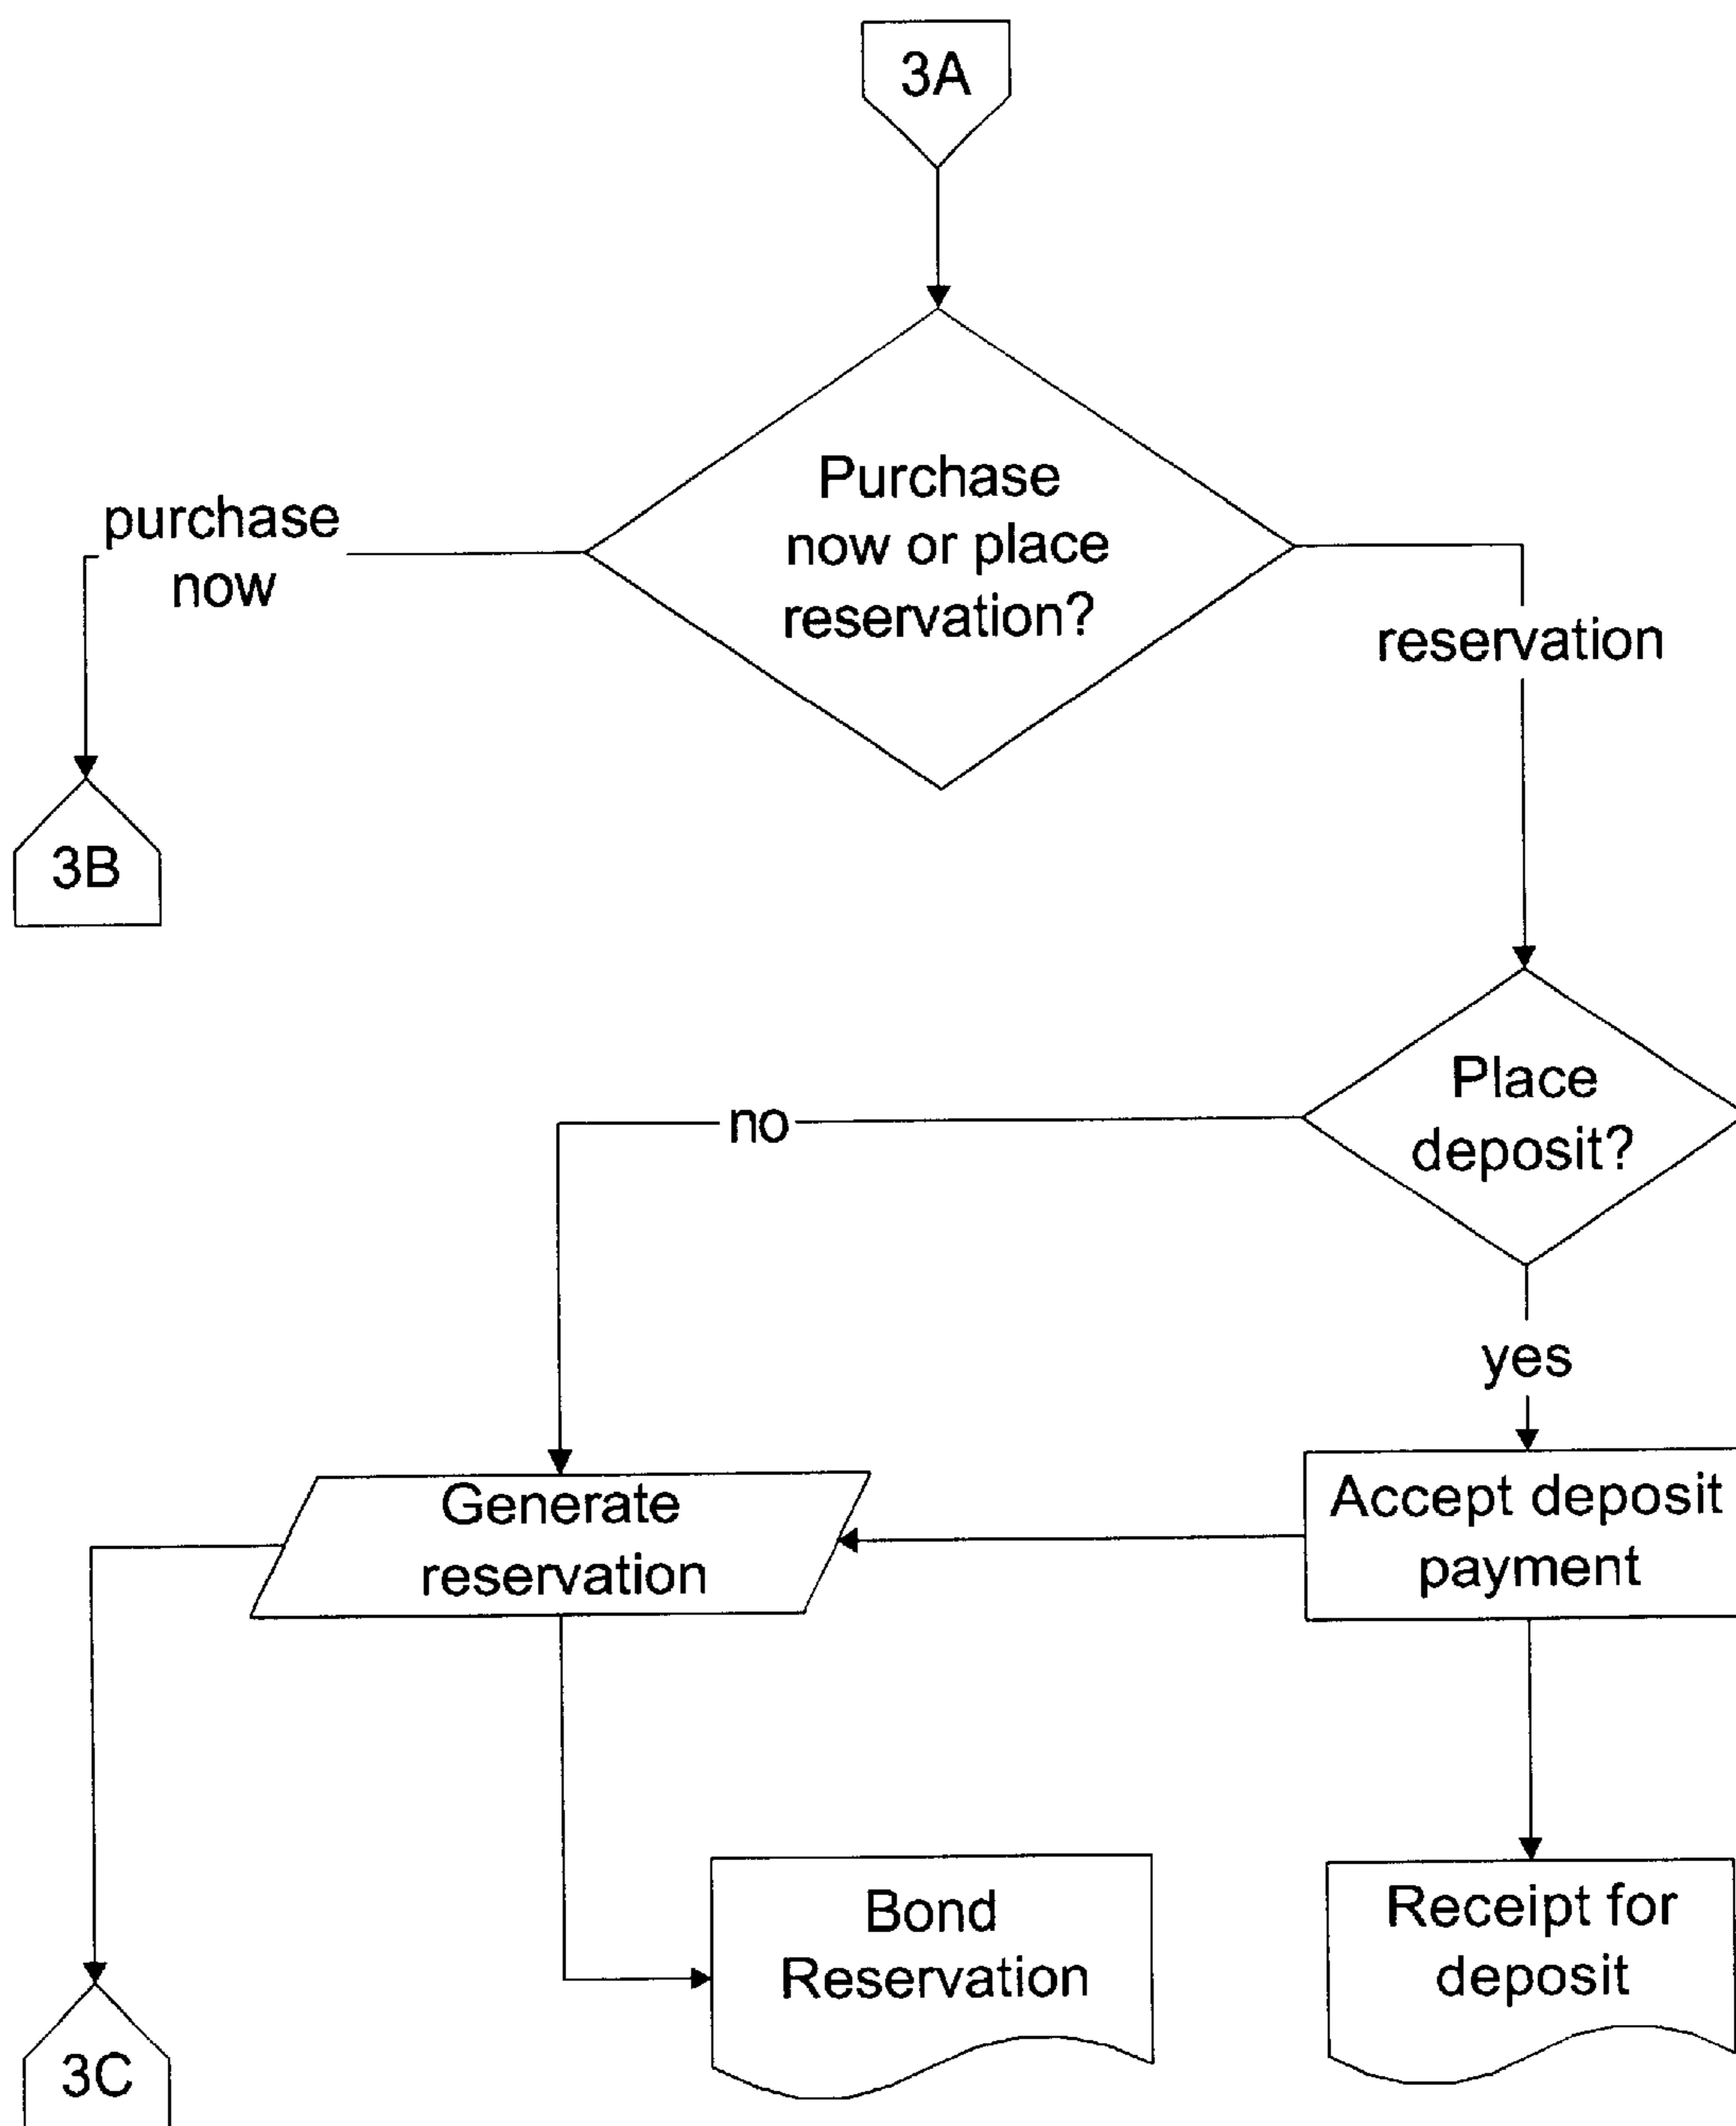 3A
Purchase
now or place
reservation?
purchase
now
reservation
3B
Place
deposit?
no
yes
Generate
reservation
Accept deposit
payment
Bond
Reservation
Receipt for
deposit
3C